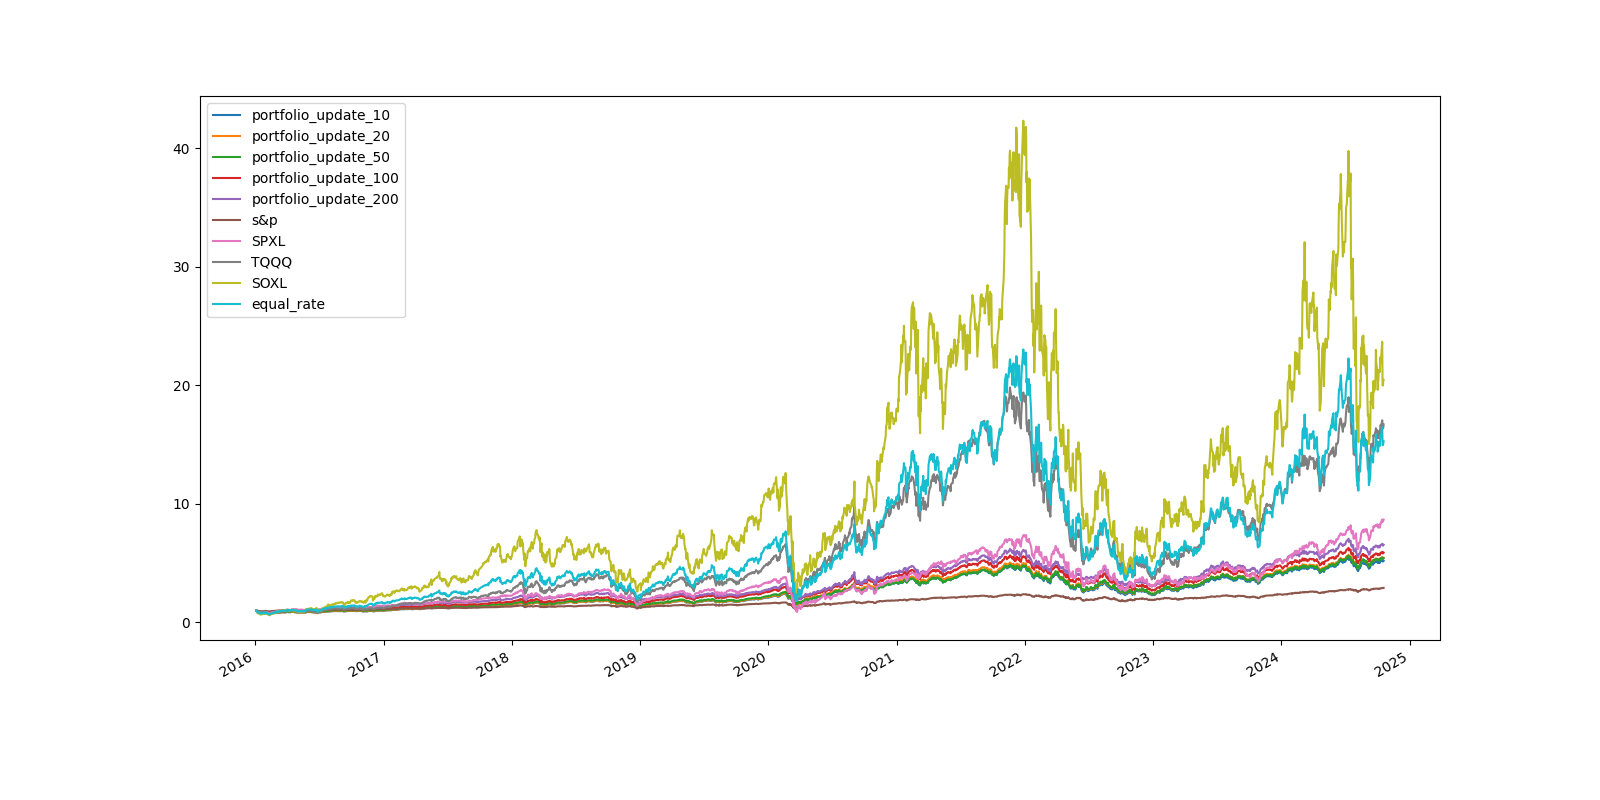 portfolio_update_10
portfolio_update_20
portfolio_update_50
portfolio_update_100
portfolio_update_200
s&p
SPXL
TQQQ
SOXL
equal_rate
40
30
20
10
0
2016
2017
2018
2019
2020
2021
2022
2023
2024
2025